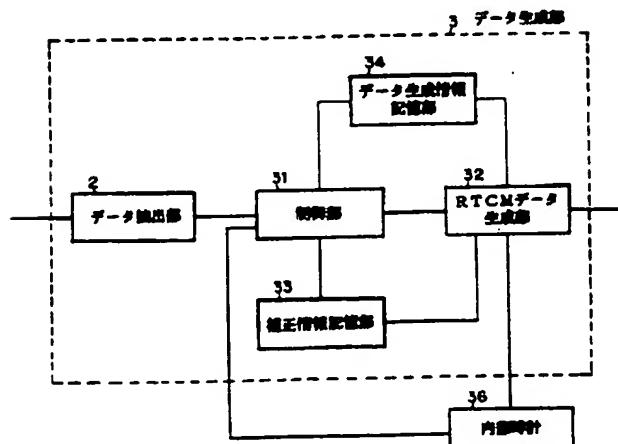 3 データ生成部
34
データ生成情報
記憶部
2
データ抽出部
31
制御部
32
RTCMデータ
生成部
33
補正情報記憶部
36
内部時計